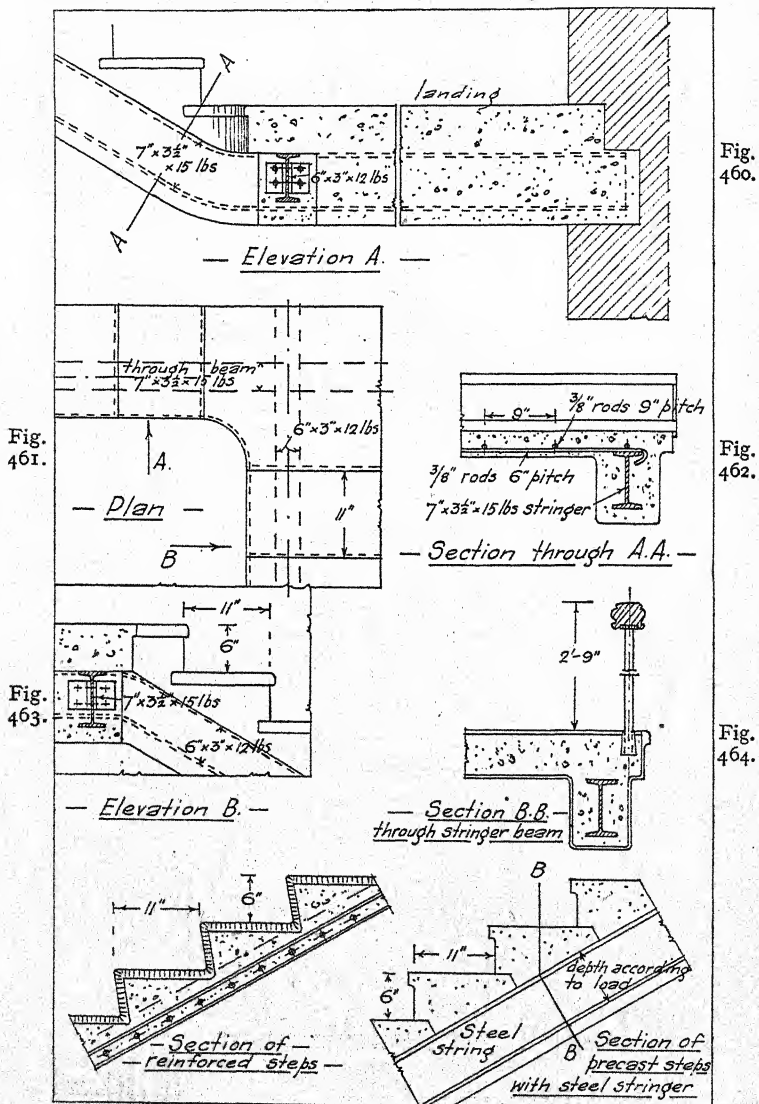 A
landing
7"×3½"
×15 lbs
6"×3"×12 lbs
A
Fig.
460.
— Elevation A. —
through beam
7"×3½"×15 lbs
6"×3"×12 lbs
A.
Fig.
461.
— Plan —
B
11"
9"
3/8" rods 9" pitch
3/8" rods 6" pitch
7"×3½"×15 lbs stringer
Fig.
462.
— Section through A.A. —
11"
6"
7"×3½"×15 lbs
6"×3"×12 lbs
Fig.
463.
— Elevation B. —
2'-9"
Fig.
464.
— Section B.B. —
through stringer beam
11"
6"
— Section of —
— reinforced steps —
B
11"
6"
depth according
to load
Steel
string
B
Section of
precast steps
with steel stringer